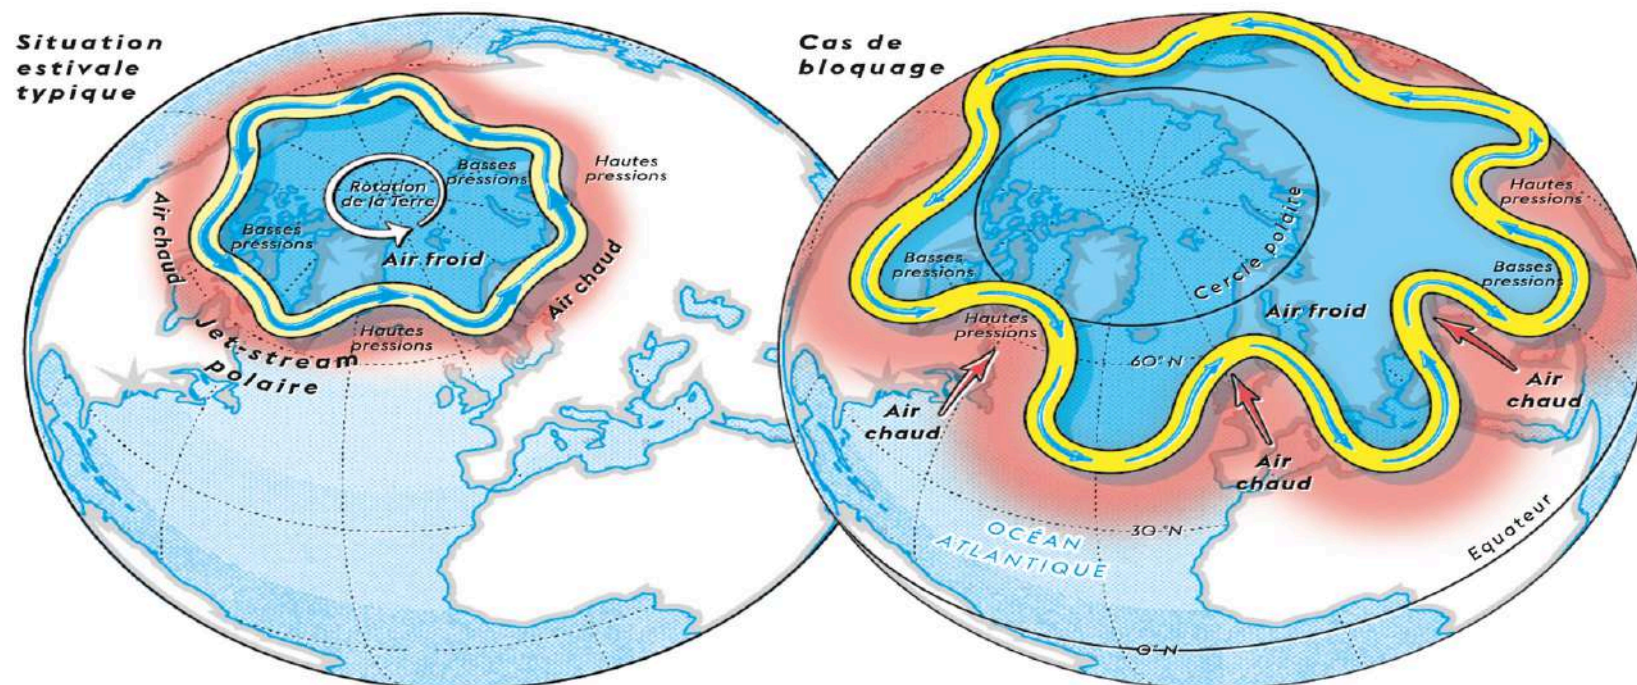 Situation
estivale
typique
Hautes
pressions
Basses
pressions
Rotation
de la Terre
Air chaud
Basses
pressions
Air froid
Air chaud
Hautes
pressions
Jet-stream
polaire
Cas de
bloquage
Hautes
pressions
Cercle polaire
Basses
pressions
Basses
pressions
Air froid
Hautes
pressions
60° N
Air
chaud
Air
chaud
Air
chaud
30°N
OCÉAN
ATLANTIQUE
Equateur
0°N